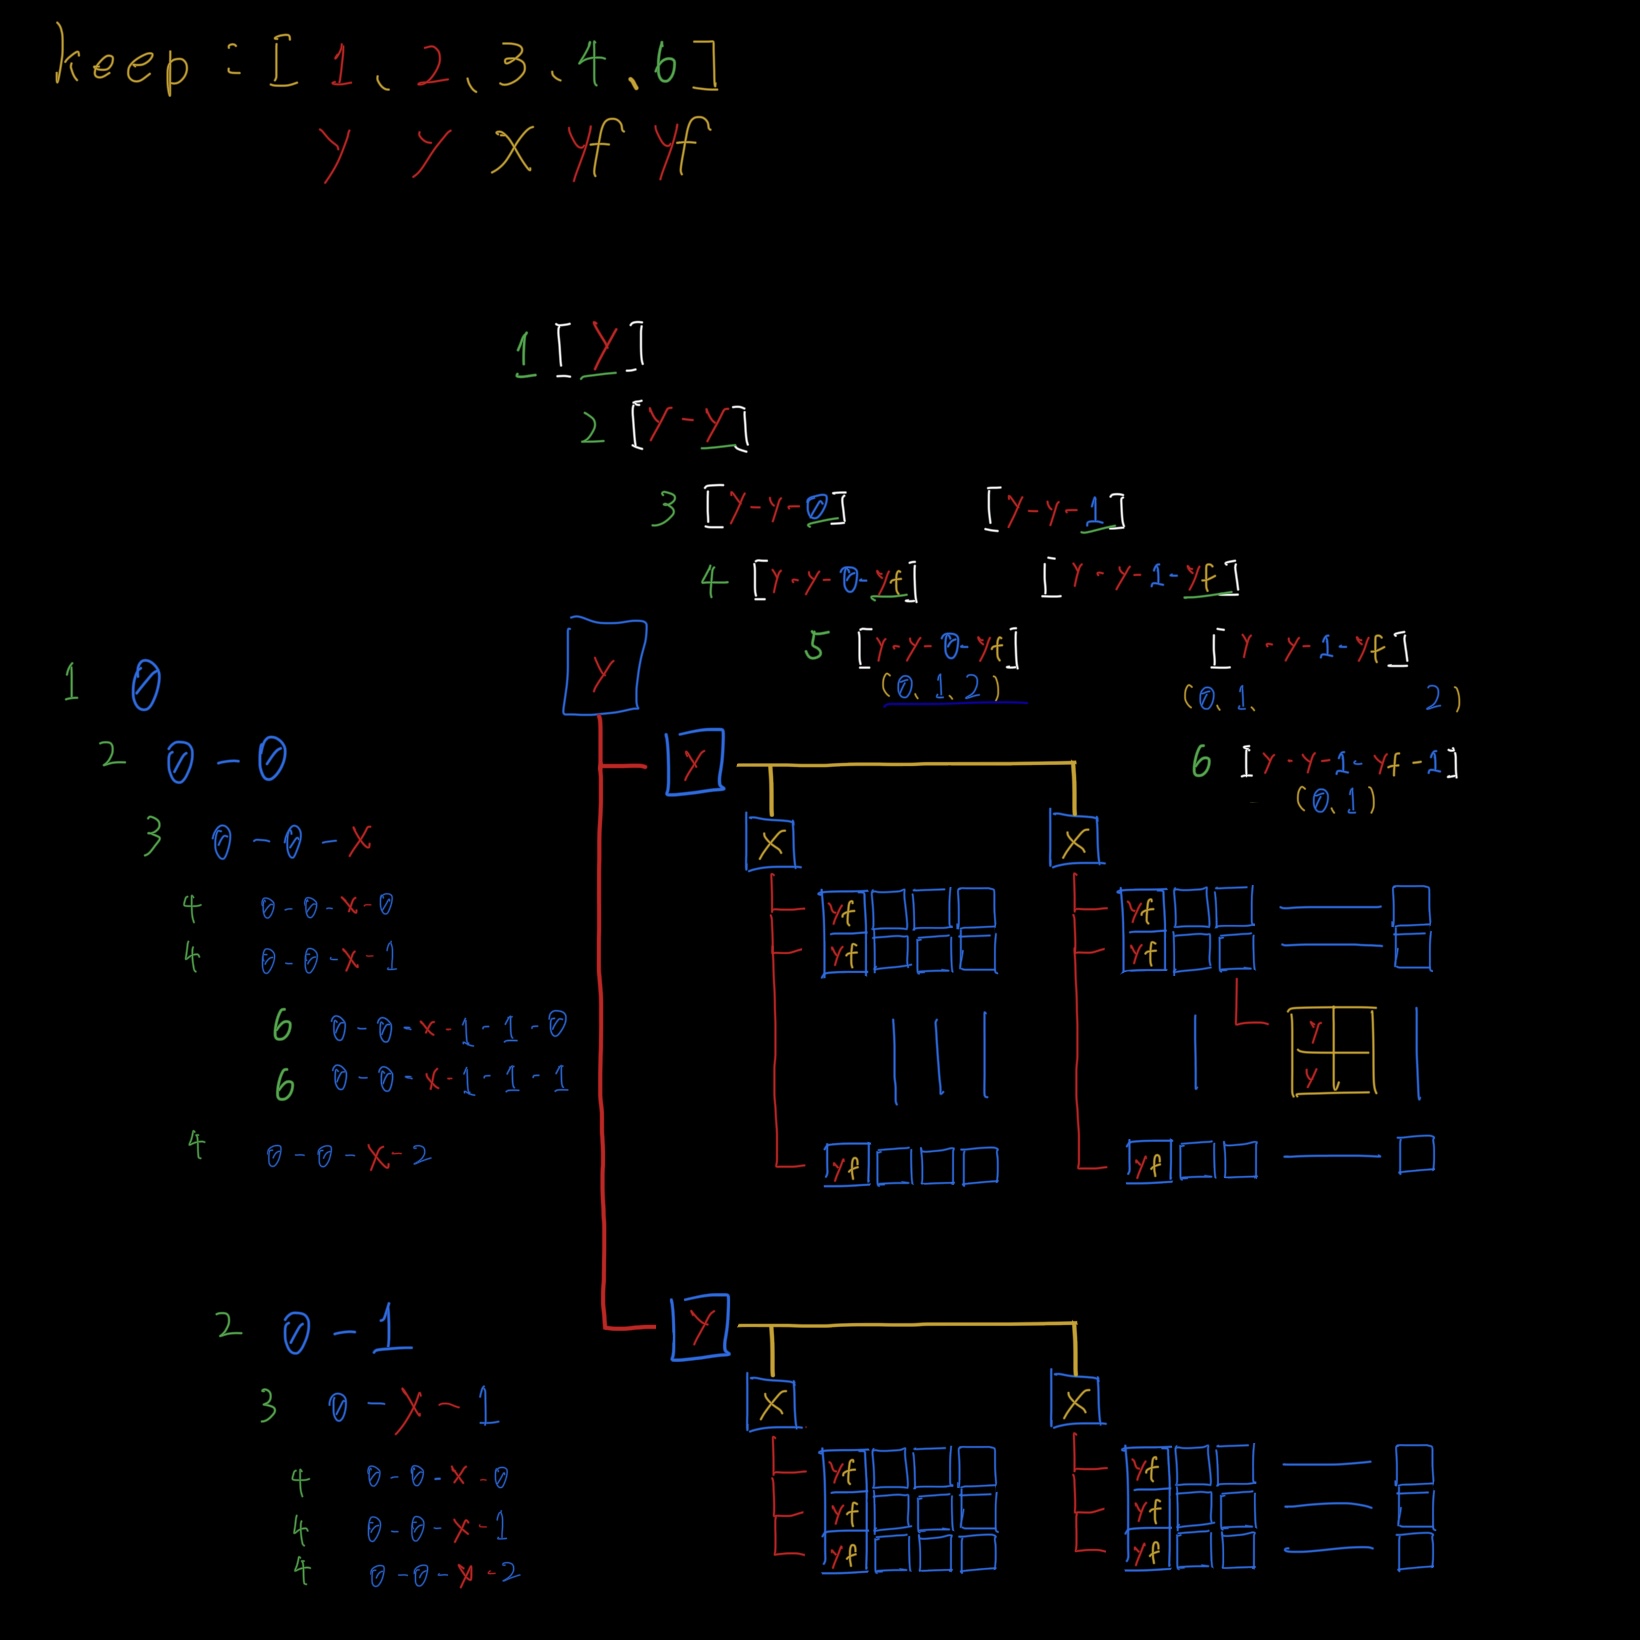 keep : [ 1、2、3、4、6 ]
y y x yf yf
1 [ y ]
2 [ y - y ]
3 [ y - y - 0 ] [ y - y - 1 ]
4 [ y - y - 0 - yf ] [ y - y - 1 - yf ]
5 [ y - y - 0 - yf ] [ y - y - 1 - yf ]
(0、1、2) (0、1、 2)
6 [ y - y - 1 - yf - 1 ]
(0、1)
1 0
2 0 - 0
3 0 - 0 - x
4 0 - 0 - x - 0
4 0 - 0 - x - 1
6 0 - 0 - x - 1 - 1 - 0
6 0 - 0 - x - 1 - 1 - 1
4 0 - 0 - x - 2
2 0 - 1
3 0 - x - 1
4 0 - 0 - x - 0
4 0 - 0 - x - 1
4 0 - 0 - x - 2
y
y
x x
yf yf
yf yf
y
y
yf yf
y
x x
yf yf
yf yf
yf yf